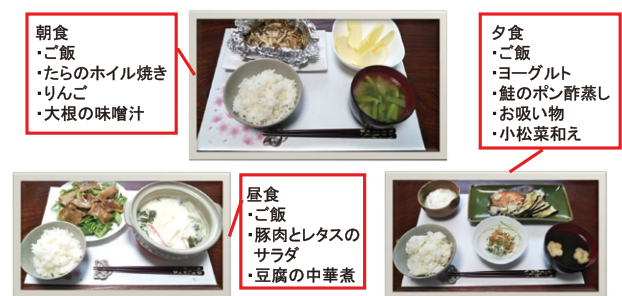 朝食
・ご飯
・たらのホイル焼き
・りんご
・大根の味噌汁
夕食
・ご飯
・ヨーグルト
・鮭のポン酢蒸し
・お吸い物
・小松菜和え
昼食
・ご飯
・豚肉とレタスの
サラダ
・豆腐の中華煮